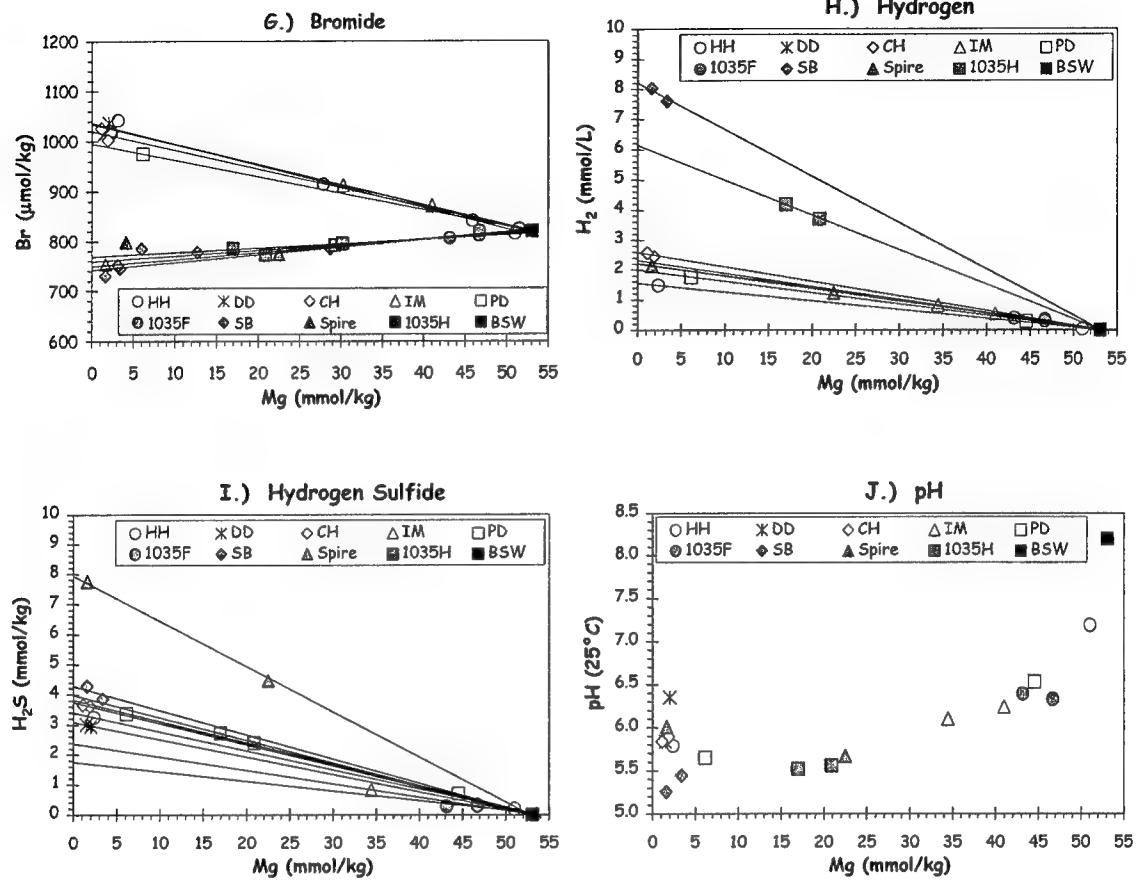 G.) Bromide
1200
1100
1000
900
800
700
600
Br (µmol/kg)
○ HH ✳ DD ◇ CH △ IM □ PD
1035F SB Spire 1035H BSW
0 5 10 15 20 25 30 35 40 45 50 55
Mg (mmol/kg)
H.) Hydrogen
10
9
8
7
6
5
4
3
2
1
0
H₂ (mmol/L)
HH DD CH IM PD
1035F SB Spire 1035H BSW
0 5 10 15 20 25 30 35 40 45 50 55
Mg (mmol/kg)
I.) Hydrogen Sulfide
10
9
8
7
6
5
4
3
2
1
0
H₂S (mmol/kg)
HH DD CH IM PD
1035F SB Spire 1035H BSW
0 5 10 15 20 25 30 35 40 45 50 55
Mg (mmol/kg)
J.) pH
8.5
8.0
7.5
7.0
6.5
6.0
5.5
5.0
pH (25°C)
HH DD CH IM PD
1035F SB Spire 1035H BSW
0 5 10 15 20 25 30 35 40 45 50 55
Mg (mmol/kg)